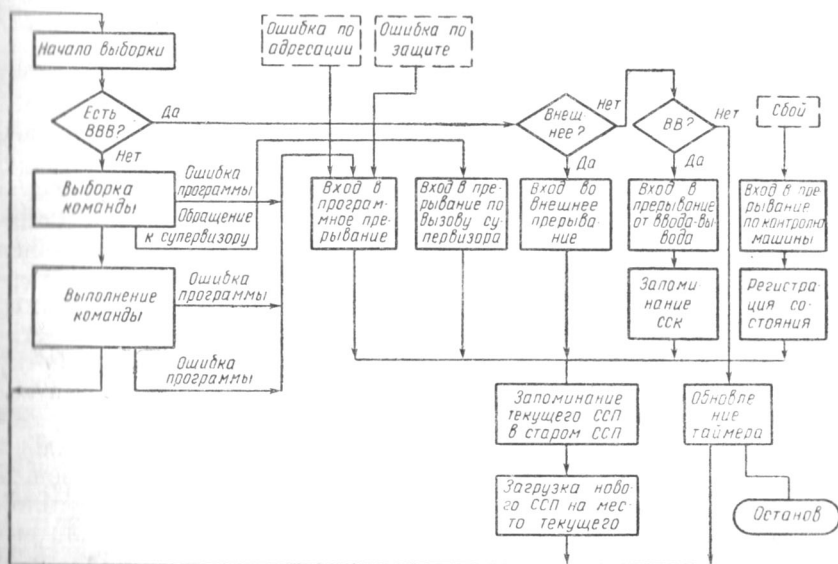 Начало выборки
Ошибка по
адресации
Ошибка по
защите
Есть
ВВВ?
Да
Нет
Внеш-
нее?
Нет
Да
ВВ?
Нет
Да
Сбой
Выборка
команды
Ошибка
программы
Обращение
к супервизору
Вход в
програм-
мное пре-
рывание
Вход в пре-
рывание по
вызову су-
первизора
Вход во
внешнее
прерыва-
ние
Вход в
прерывание
от ввода-вы-
вода
Вход в
прерывание
по контролю
машины
Выполнение
команды
Ошибка
программы
Ошибка
программы
Запоми-
нание
ССК
Регистра-
ция со-
стояния
Запоминание
текущего ССП
в старом ССП
Обновле-
ние
таймера
Загрузка ново-
го ССП на мес-
то текущего
Останов